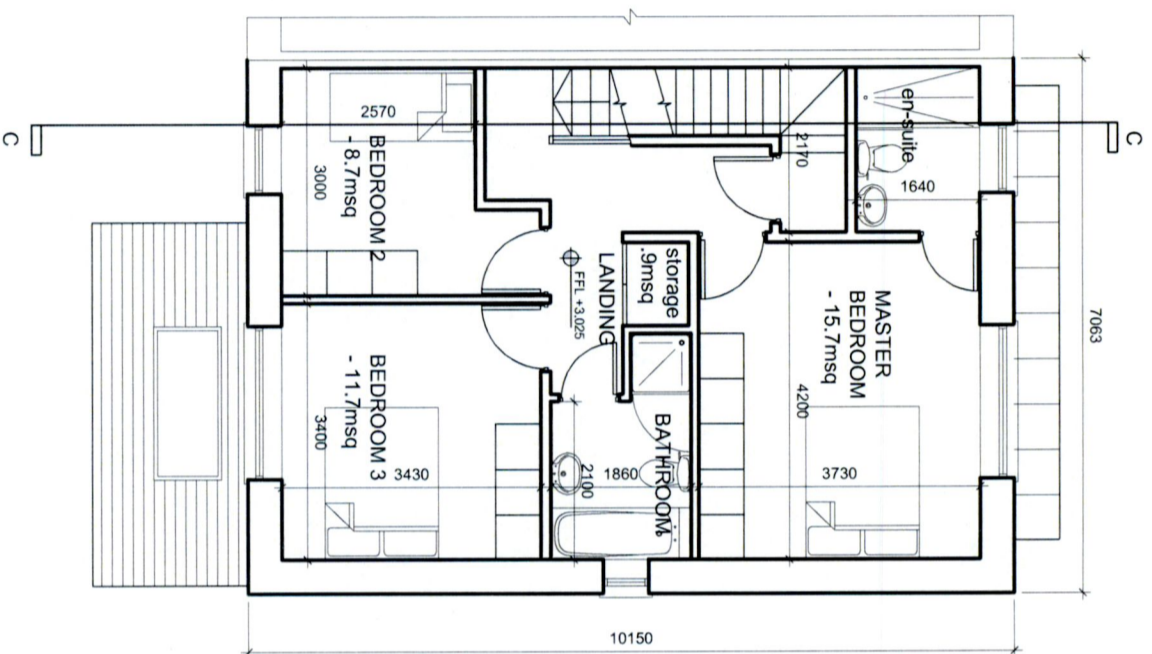 C
C
en-suite
1640
2170
2570
BEDROOM 2
- 8.7msq
3000
storage
.9msq
LANDING
FFL +3.025
MASTER
BEDROOM
- 15.7msq
4200
3730
7063
BEDROOM 3
- 11.7msq
3400
3430
BATHROOM
1860
2100
10150